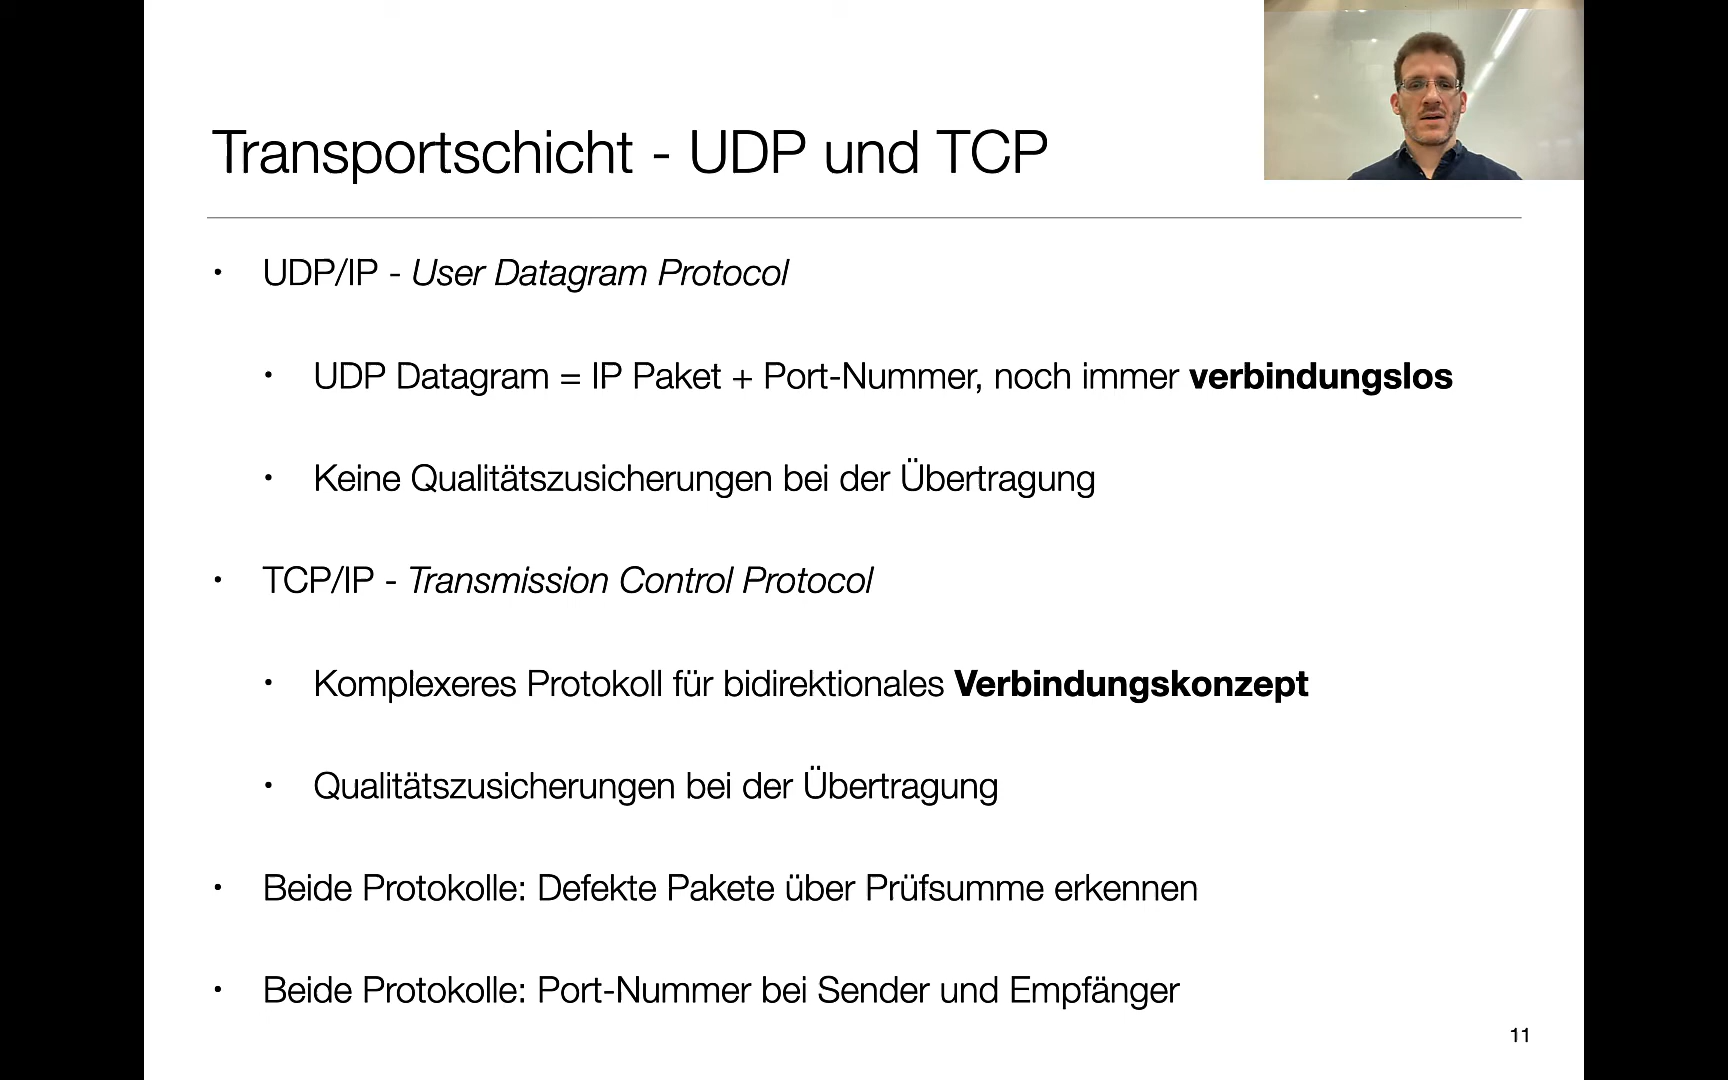 Transportschicht - UDP und TCP
• UDP/IP - User Datagram Protocol
• UDP Datagram = IP Paket + Port-Nummer, noch immer verbindungslos
• Keine Qualitätszusicherungen bei der Übertragung
• TCP/IP - Transmission Control Protocol
• Komplexeres Protokoll für bidirektionales Verbindungskonzept
• Qualitätszusicherungen bei der Übertragung
• Beide Protokolle: Defekte Pakete über Prüfsumme erkennen
• Beide Protokolle: Port-Nummer bei Sender und Empfänger
11